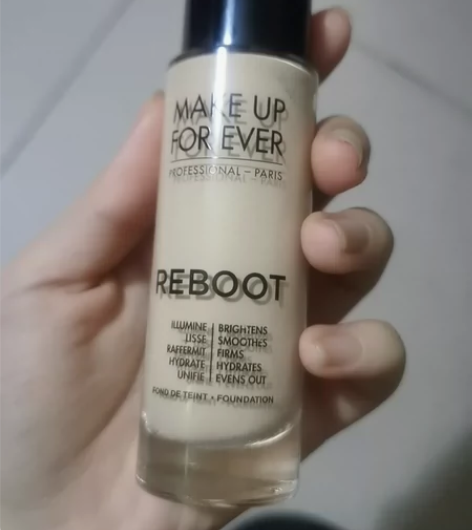 MAKE UP
FOR EVER
PROFESSIONAL – PARIS
REBOOT
ILLUMINE | BRIGHTENS
LISSE | SMOOTHES
RAFFERMIT | FIRMS
HYDRATE | HYDRATES
UNIFIE | EVENS OUT
FOND DE TEINT • FOUNDATION